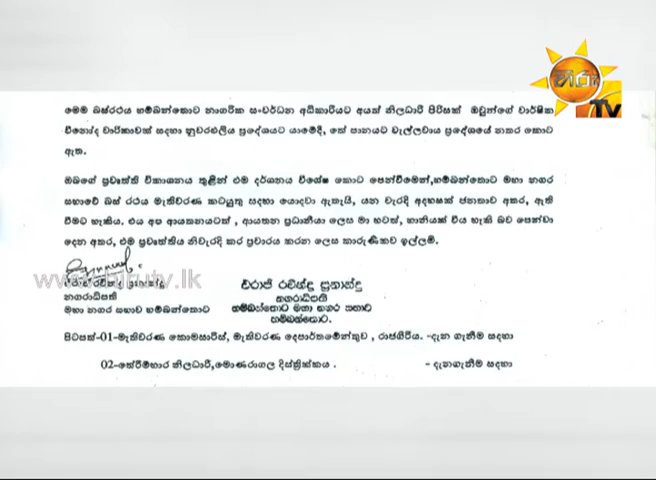 හිරු
TV
මෙම බස්රථය හම්බන්තොට නාගරික සංවර්ධන අධිකාරියට අයත් නිලධාරී පිරිසක් ඔවුන්ගේ වාර්ෂික
විනෝද චාරිකාවක් සඳහා නුවරඑලිය ප්‍රදේශයට යාමේදී, තේ පානයට වැල්ලවාය ප්‍රදේශයේ නතර කොට
ඇත.
ඔබගේ ප්‍රවෘත්ති විකාශනය තුළින් එම දර්ශනය විශේෂ කොට පෙන්වීමෙන්,හම්බන්තොට මහා නගර
සභාවේ බස් රථය මැතිවරණ කටයුතු සඳහා යොදවා ඇතැයි, යන වැරදි අදහසක් ජනතාව අතර, ඇති
වීමට හැකිය. එය අප ආයතනයටත් , ආයතන ප්‍රධානියා ලෙස මා හටත්, හානියක් විය හැකි බව පෙන්වා
දෙන අතර, එම ප්‍රවෘත්තිය නිවැරදි කර ප්‍රචාරය කරන ලෙස කාරුණිකව ඉල්ලමි.
www.hirutv.lk
එරාජ් රවින්ද්‍ර ප්‍රනාන්දු
නගරාධිපති
මහා නගර සභාව හම්බන්තොට
ඩරාජ් රවින්ද්‍ර ප්‍රනාන්දු
නගරාධිපති
හම්බන්තොට මහා නගර සභාව
හම්බන්තොට.
පිටපත්-01-මැතිවරණ කොමසාරිස්, මැතිවරණ දෙපාර්තමේන්තුව , රාජගිරිය. -දැන ගැනීම සඳහා
02-තේරීම්භාර නිලධාරී,මොණරාගල දිස්ත්‍රික්කය . - දැනගැනීම සඳහා